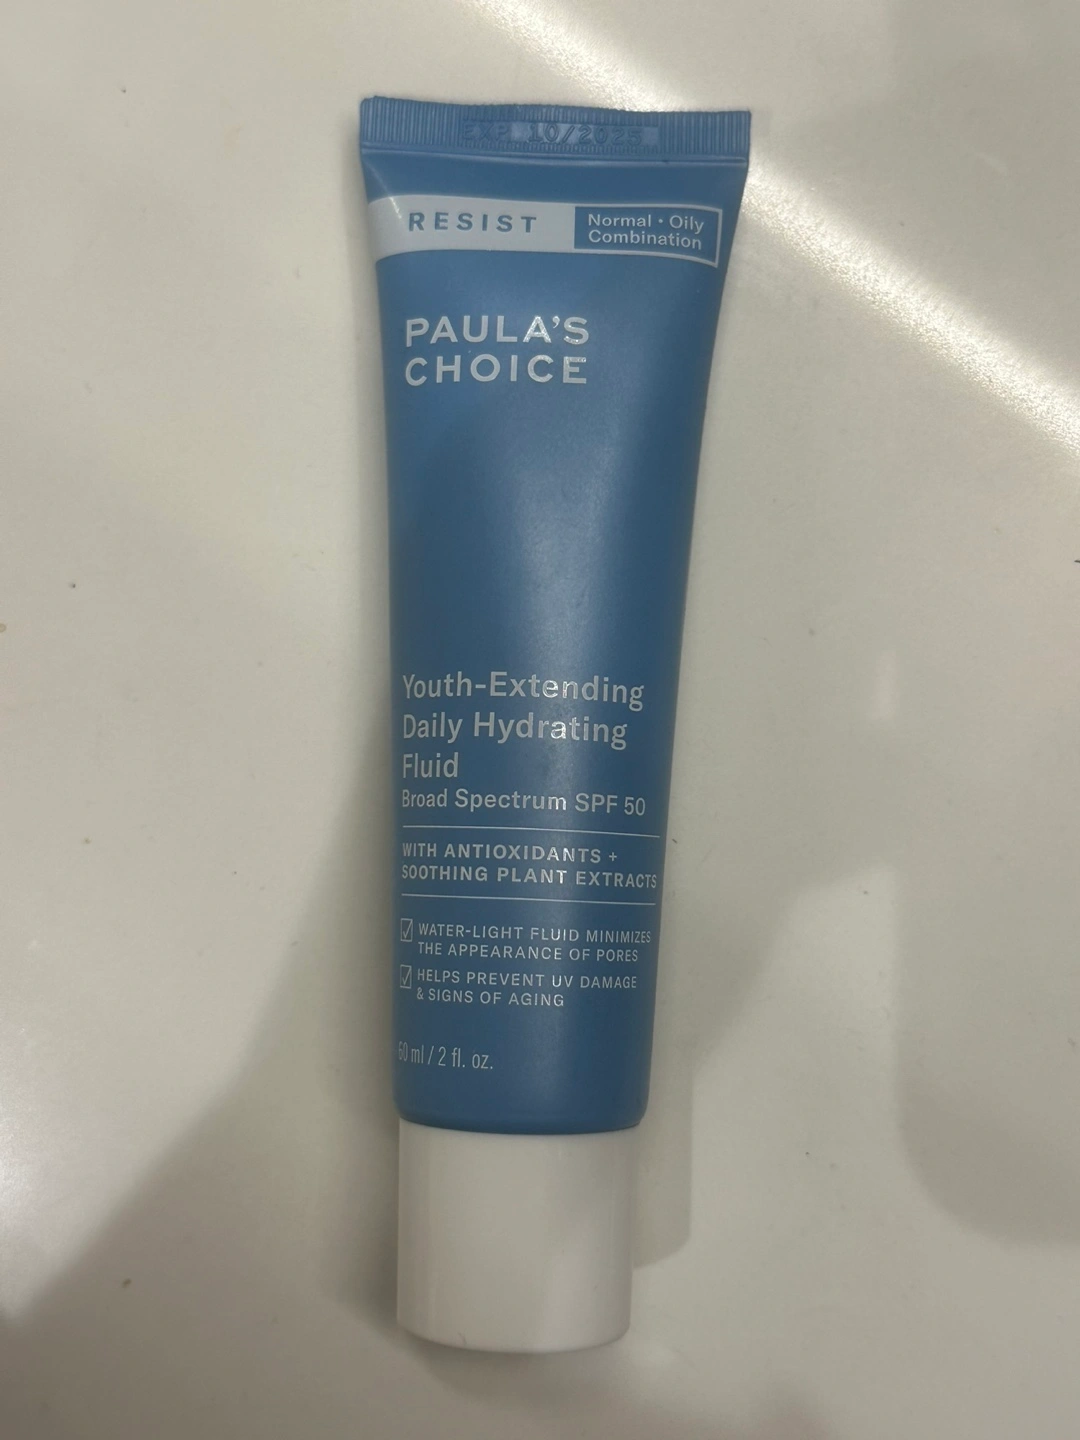 EXP 10/2025
RESIST
Normal • Oily
Combination
PAULA'S
CHOICE
Youth-Extending
Daily Hydrating
Fluid
Broad Spectrum SPF 50
WITH ANTIOXIDANTS +
SOOTHING PLANT EXTRACTS
WATER-LIGHT FLUID MINIMIZES
THE APPEARANCE OF PORES
HELPS PREVENT UV DAMAGE
& SIGNS OF AGING
60 ml / 2 fl. oz.